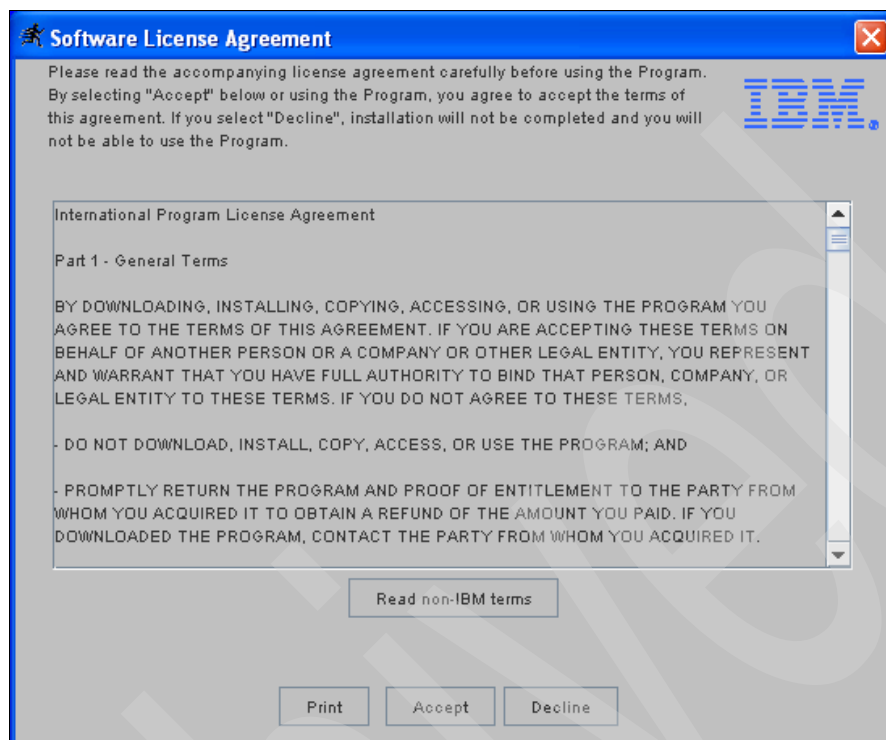 Software License Agreement
Please read the accompanying license agreement carefully before using the Program.
By selecting "Accept" below or using the Program, you agree to accept the terms of
this agreement. If you select "Decline", installation will not be completed and you will
not be able to use the Program.
IBM®
International Program License Agreement
Part 1 - General Terms
BY DOWNLOADING, INSTALLING, COPYING, ACCESSING, OR USING THE PROGRAM YOU
AGREE TO THE TERMS OF THIS AGREEMENT. IF YOU ARE ACCEPTING THESE TERMS ON
BEHALF OF ANOTHER PERSON OR A COMPANY OR OTHER LEGAL ENTITY, YOU REPRESENT
AND WARRANT THAT YOU HAVE FULL AUTHORITY TO BIND THAT PERSON, COMPANY, OR
LEGAL ENTITY TO THESE TERMS. IF YOU DO NOT AGREE TO THESE TERMS,
- DO NOT DOWNLOAD, INSTALL, COPY, ACCESS, OR USE THE PROGRAM; AND
- PROMPTLY RETURN THE PROGRAM AND PROOF OF ENTITLEMENT TO THE PARTY FROM
WHOM YOU ACQUIRED IT TO OBTAIN A REFUND OF THE AMOUNT YOU PAID. IF YOU
DOWNLOADED THE PROGRAM, CONTACT THE PARTY FROM WHOM YOU ACQUIRED IT.
Read non-IBM terms
Print Accept Decline